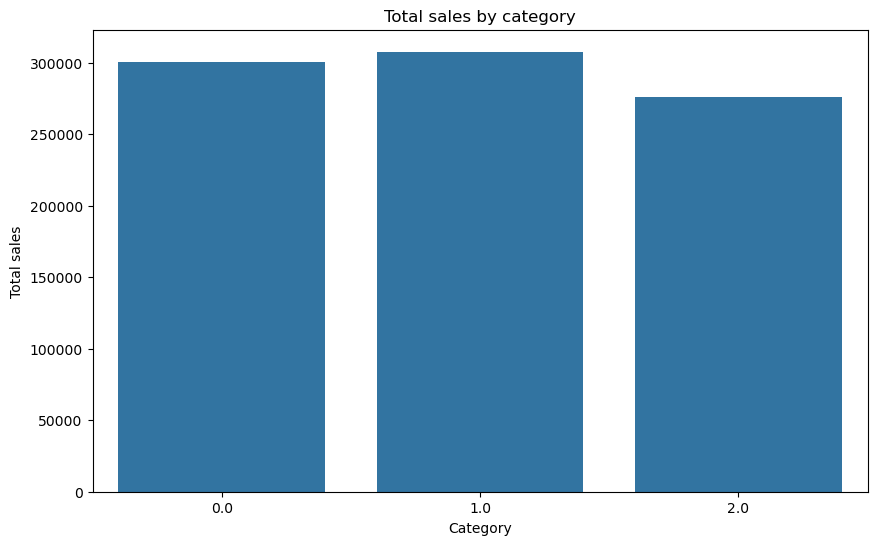 Total sales by category
Total sales
300000
250000
200000
150000
100000
50000
0
0.0 1.0 2.0
Category